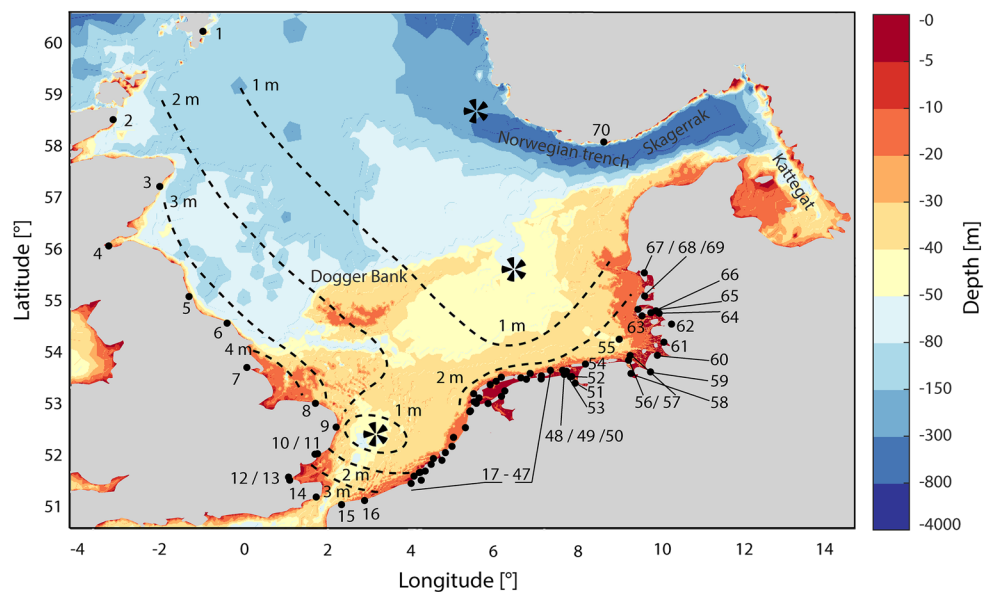 60
59
58
57
56
55
54
53
52
51
Latitude [°]
-4
-2
0
2
4
6
8
10
12
14
Longitude [°]
1
2
2 m
1 m
3
3 m
4
5
6
4 m
7
8
9
10 / 11
12 / 13
14
15
16
1 m
2 m
3 m
Dogger Bank
1 m
2 m
17 - 47
48 / 49 /50
51
52
53
54
55
56/ 57
58
59
60
61
62
63
64
65
66
67 / 68 /69
70
Norwegian trench
Skagerrak
Kattegat
-0
-5
-10
-20
-30
-40
-50
-80
-150
-300
-800
-4000
Depth [m]